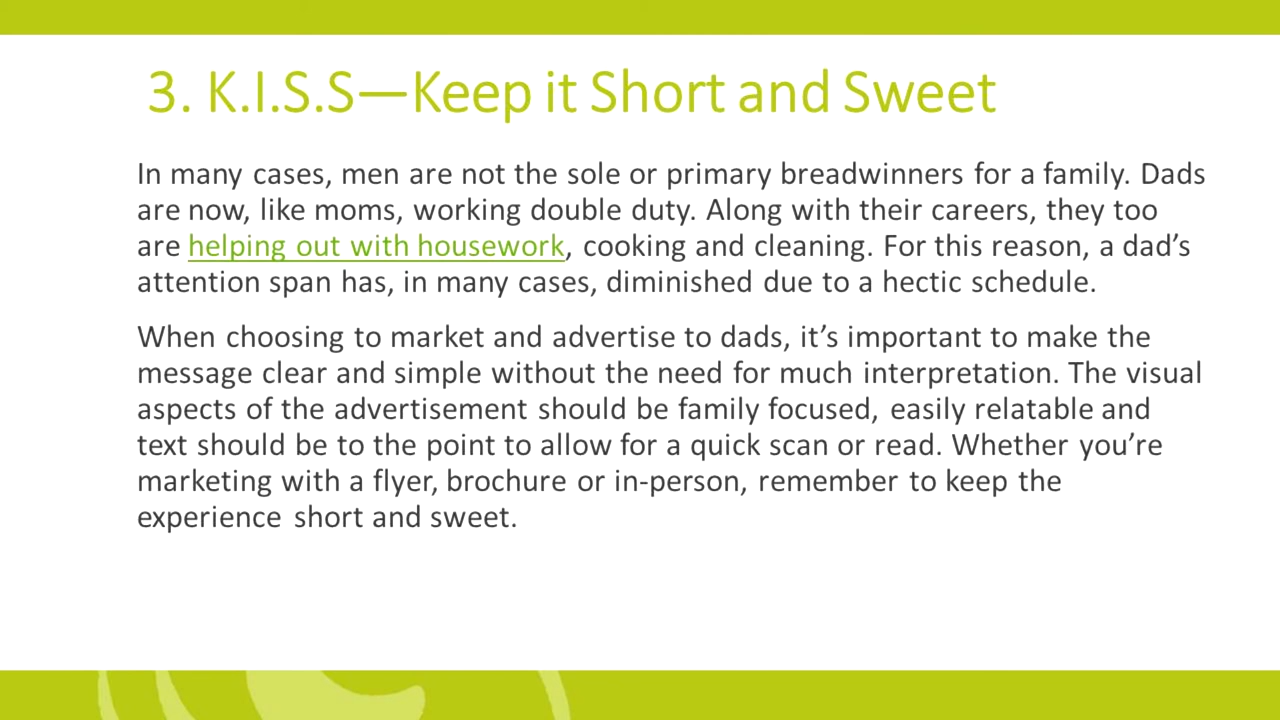 3. K.I.S.S—Keep it Short and Sweet
In many cases, men are not the sole or primary breadwinners for a family. Dads
are now, like moms, working double duty. Along with their careers, they too
are helping out with housework, cooking and cleaning. For this reason, a dad’s
attention span has, in many cases, diminished due to a hectic schedule.
When choosing to market and advertise to dads, it’s important to make the
message clear and simple without the need for much interpretation. The visual
aspects of the advertisement should be family focused, easily relatable and
text should be to the point to allow for a quick scan or read. Whether you’re
marketing with a flyer, brochure or in-person, remember to keep the
experience short and sweet.